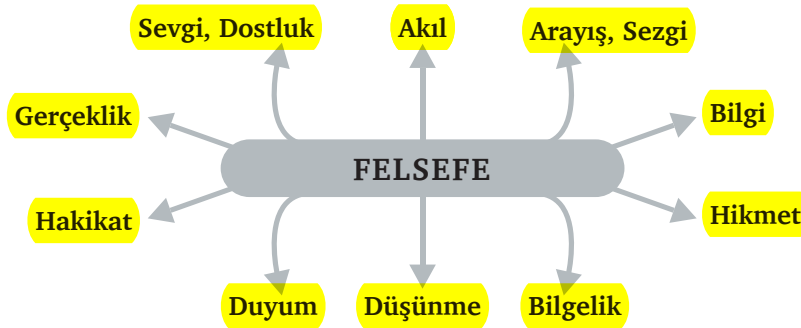 Sevgi, Dostluk
Akıl
Arayış, Sezgi
Gerçeklik
Bilgi
FELSEFE
Hakikat
Hikmet
Duyum
Düşünme
Bilgelik